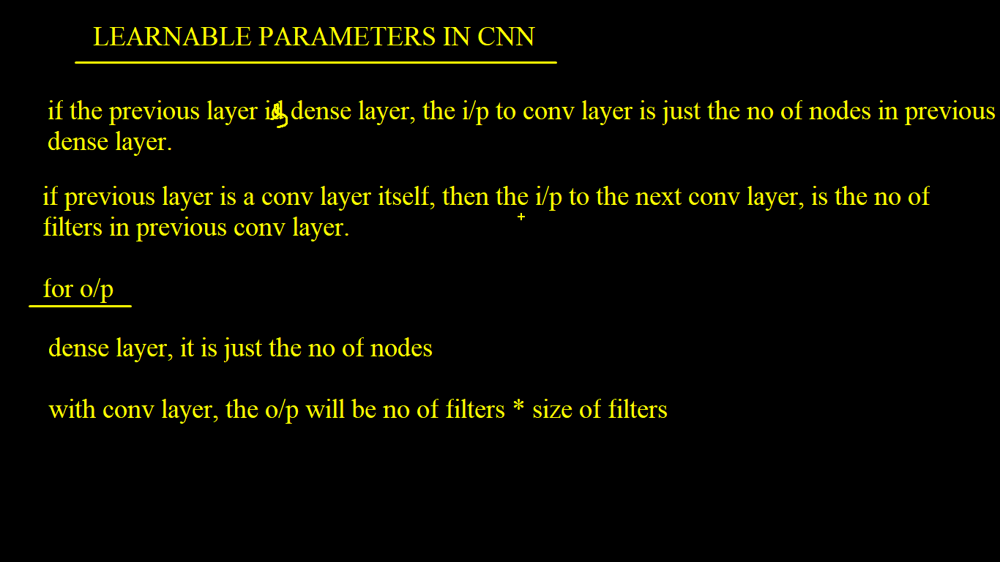 LEARNABLE PARAMETERS IN CNN
if the previous layer is dense layer, the i/p to conv layer is just the no of nodes in previous
dense layer.
if previous layer is a conv layer itself, then the i/p to the next conv layer, is the no of
filters in previous conv layer.
for o/p
dense layer, it is just the no of nodes
with conv layer, the o/p will be no of filters * size of filters